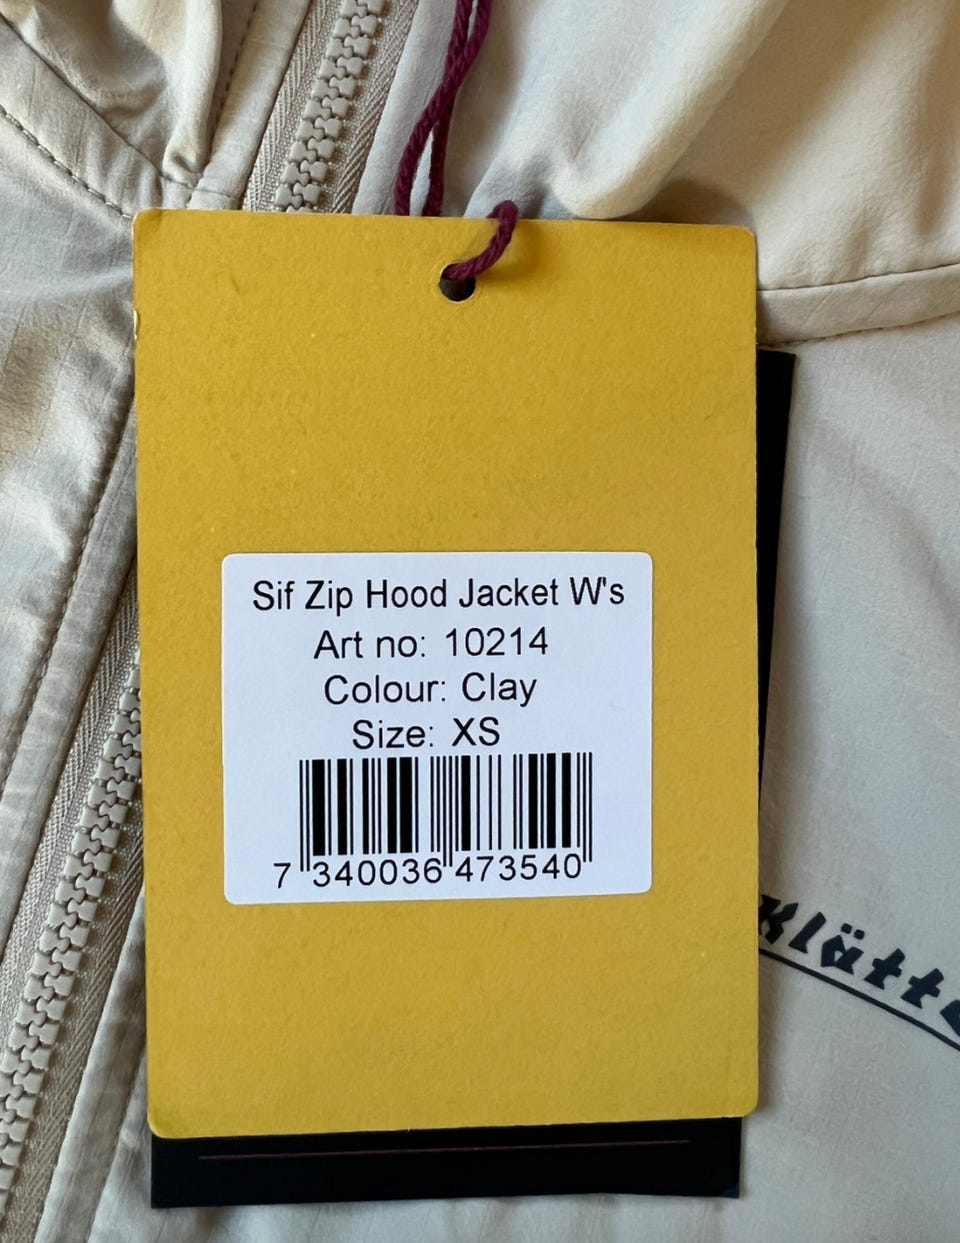 Sif Zip Hood Jacket W's
Art no: 10214
Colour: Clay
Size: XS
7 340036 473540